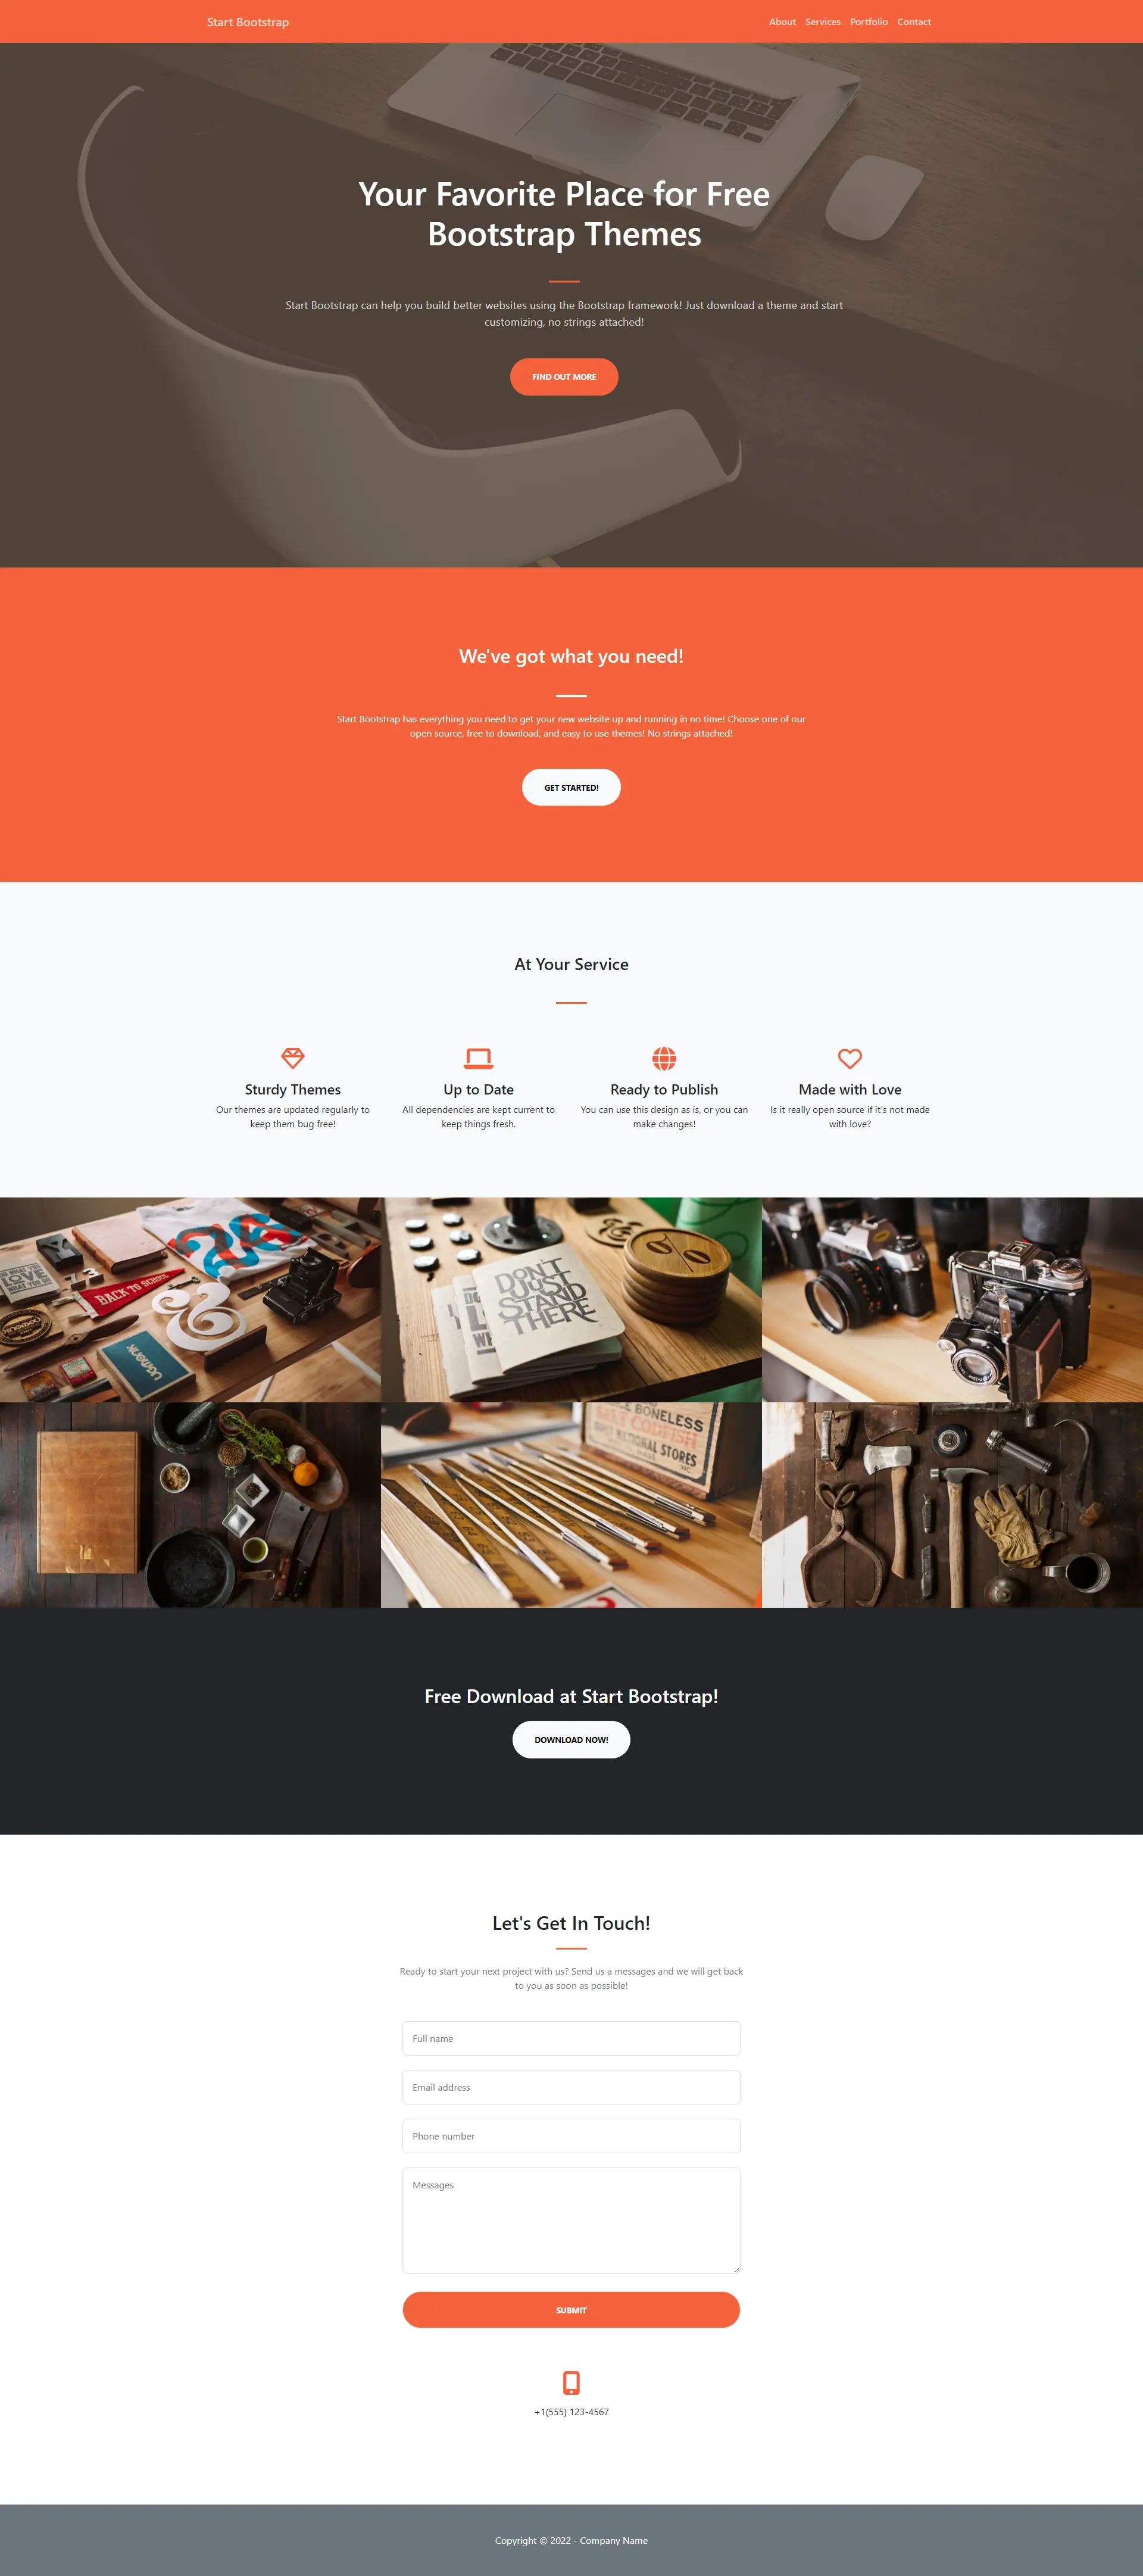 Start Bootstrap
About Services Portfolio Contact
Your Favorite Place for Free
Bootstrap Themes
Start Bootstrap can help you build better websites using the Bootstrap framework! Just download a theme and start
customizing, no strings attached!
FIND OUT MORE
We've got what you need!
Start Bootstrap has everything you need to get your new website up and running in no time! Choose one of our
open source, free to download, and easy to use themes! No strings attached!
GET STARTED!
At Your Service
Sturdy Themes
Our themes are updated regularly to
keep them bug free!
Up to Date
All dependencies are kept current to
keep things fresh.
Ready to Publish
You can use this design as is, or you can
make changes!
Made with Love
Is it really open source if it's not made
with love?
BACK TO SCHOOL
UGMONK
DON'T
JUST
STAND
THERE
%
BONELESS
NATIONAL STORES
Free Download at Start Bootstrap!
DOWNLOAD NOW!
Let's Get In Touch!
Ready to start your next project with us? Send us a messages and we will get back
to you as soon as possible!
Full name
Email address
Phone number
Messages
SUBMIT
+1(555) 123-4567
Copyright © 2022 - Company Name